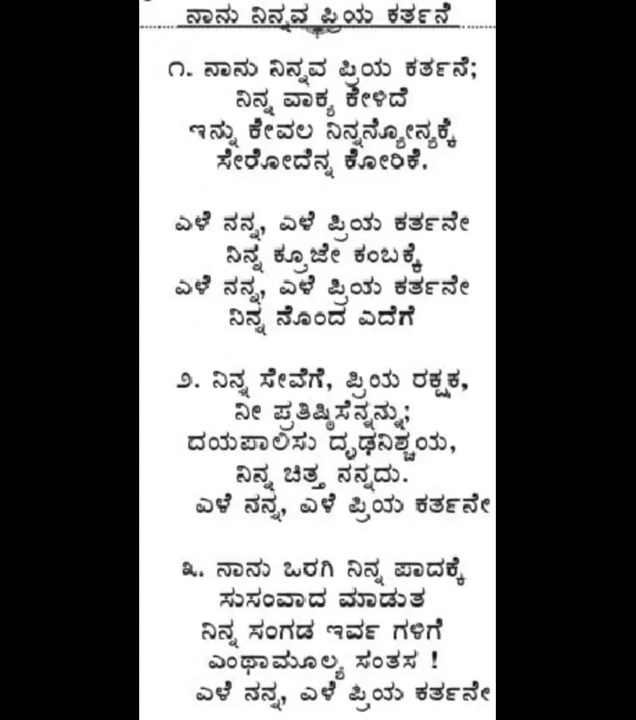 ನಾನು ನಿನ್ನವ ಪ್ರಿಯ ಕರ್ತನೆ
೧. ನಾನು ನಿನ್ನವ ಪ್ರಿಯ ಕರ್ತನೆ;
ನಿನ್ನ ವಾಕ್ಯ ಕೇಳಿದೆ
ಇನ್ನು ಕೇವಲ ನಿನ್ನನ್ಯೋನ್ಯಕ್ಕೆ
ಸೇರೋದೆನ್ನ ಕೋರಿಕೆ.
ಎಳೆ ನನ್ನ, ಎಳೆ ಪ್ರಿಯ ಕರ್ತನೇ
ನಿನ್ನ ಕ್ರೂಜೇ ಕಂಬಕ್ಕೆ
ಎಳೆ ನನ್ನ, ಎಳೆ ಪ್ರಿಯ ಕರ್ತನೇ
ನಿನ್ನ ನೊಂದ ಎದೆಗೆ
೨. ನಿನ್ನ ಸೇವೆಗೆ, ಪ್ರಿಯ ರಕ್ಷಕ,
ನೀ ಪ್ರತಿಷ್ಠಿಸೆನ್ನನ್ನು;
ದಯಪಾಲಿಸು ದೃಢನಿಶ್ಚಯ,
ನಿನ್ನ ಚಿತ್ತ ನನ್ನದು.
ಎಳೆ ನನ್ನ, ಎಳೆ ಪ್ರಿಯ ಕರ್ತನೇ
೩. ನಾನು ಒರಗಿ ನಿನ್ನ ಪಾದಕ್ಕೆ
ಸುಸಂವಾದ ಮಾಡುತ
ನಿನ್ನ ಸಂಗಡ ಇರ್ವ ಗಳಿಗೆ
ಎಂಥಾಮೂಲ್ಯ ಸಂತಸ !
ಎಳೆ ನನ್ನ, ಎಳೆ ಪ್ರಿಯ ಕರ್ತನೇ